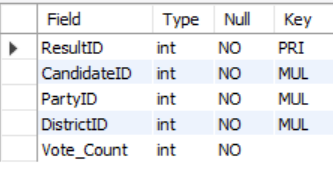 Field Type Null Key
ResultID int NO PRI
CandidateID int NO MUL
PartyID int NO MUL
DistrictID int NO MUL
Vote_Count int NO